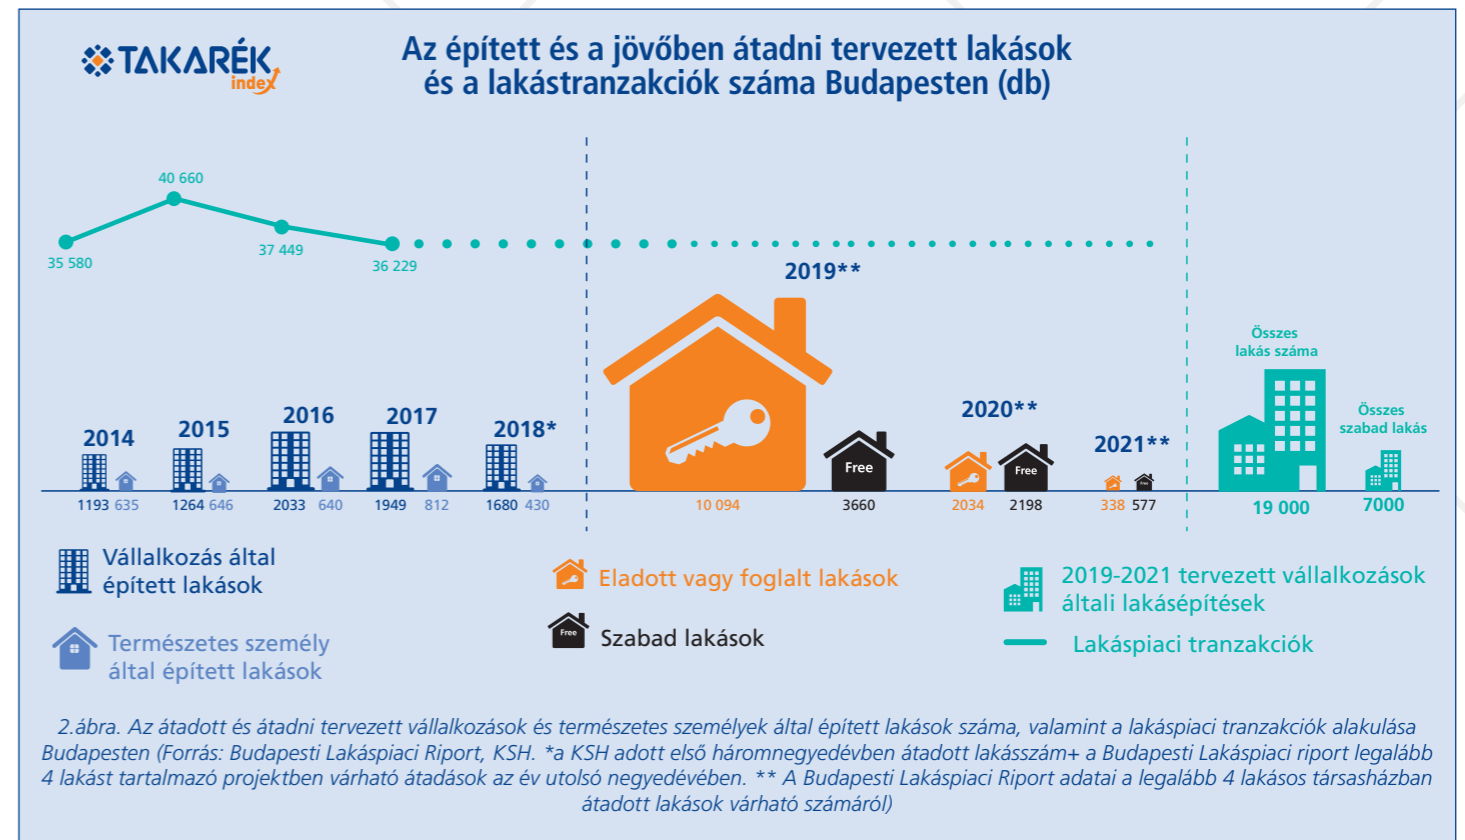 TAKARÉK
index
Az épített és a jövőben átadni tervezett lakások
és a lakástranzakciók száma Budapesten (db)
40 660
35 580
37 449
36 229
2014
2015
2016
2017
2018*
2019**
2020**
2021**
Összes
lakás száma
Összes
szabad lakás
Free
Free
Free
1193 635
1264 646
2033 640
1949 812
1680 430
10 094
3660
2034
2198
338 577
19 000
7000
Vállalkozás által
épített lakások
Természetes személy
által épített lakások
Eladott vagy foglalt lakások
Free
Szabad lakások
2019-2021 tervezett vállalkozások
általi lakásépítések
Lakáspiaci tranzakciók
2.ábra. Az átadott és átadni tervezett vállalkozások és természetes személyek által épített lakások száma, valamint a lakáspiaci tranzakciók alakulása
Budapesten (Forrás: Budapesti Lakáspiaci Riport, KSH. *a KSH adott első háromnegyedévben átadott lakásszám+ a Budapesti Lakáspiaci riport legalább
4 lakást tartalmazó projektben várható átadások az év utolsó negyedévében. ** A Budapesti Lakáspiaci Riport adatai a legalább 4 lakásos társasházban
átadott lakások várható számáról)